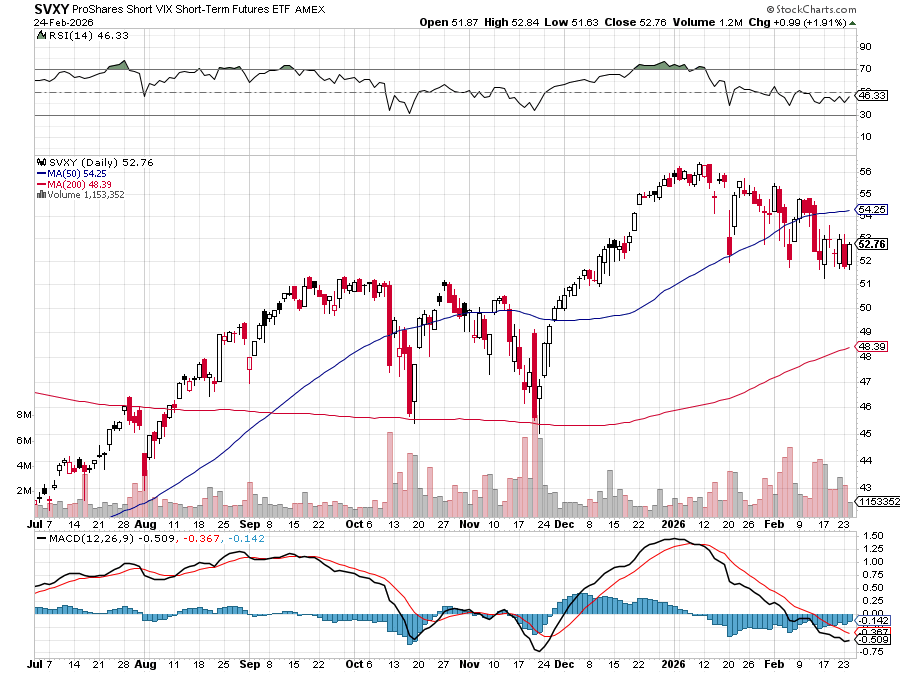 SVXY ProShares Short VIX Short-Term Futures ETF AMEX
© StockCharts.com
24-Feb-2026
Open 51.87 High 52.84 Low 51.63 Close 52.76 Volume 1.2M Chg +0.99 (+1.91%)
RSI(14) 46.33
90
70
50
46.33
30
10
SVXY (Daily) 52.76
MA(50) 54.25
MA(200) 48.39
Volume 1,153,352
56
55
54.25
54
53
52.76
52
51
50
49
48.39
48
47
46
45
44
43
8M
6M
4M
2M
1153352
Jul 7 14 21 28 Aug 11 18 25 Sep 8 15 22 Oct 6 13 20 27 Nov 10 17 24 Dec 8 15 22 2026 12 20 26 Feb 9 17 23
MACD(12,26,9) -0.509, -0.367, -0.142
1.50
1.25
1.00
0.75
0.50
0.25
0.00
-0.142
-0.367
-0.509
-0.75
Jul 7 14 21 28 Aug 11 18 25 Sep 8 15 22 Oct 6 13 20 27 Nov 10 17 24 Dec 8 15 22 2026 12 20 26 Feb 9 17 23